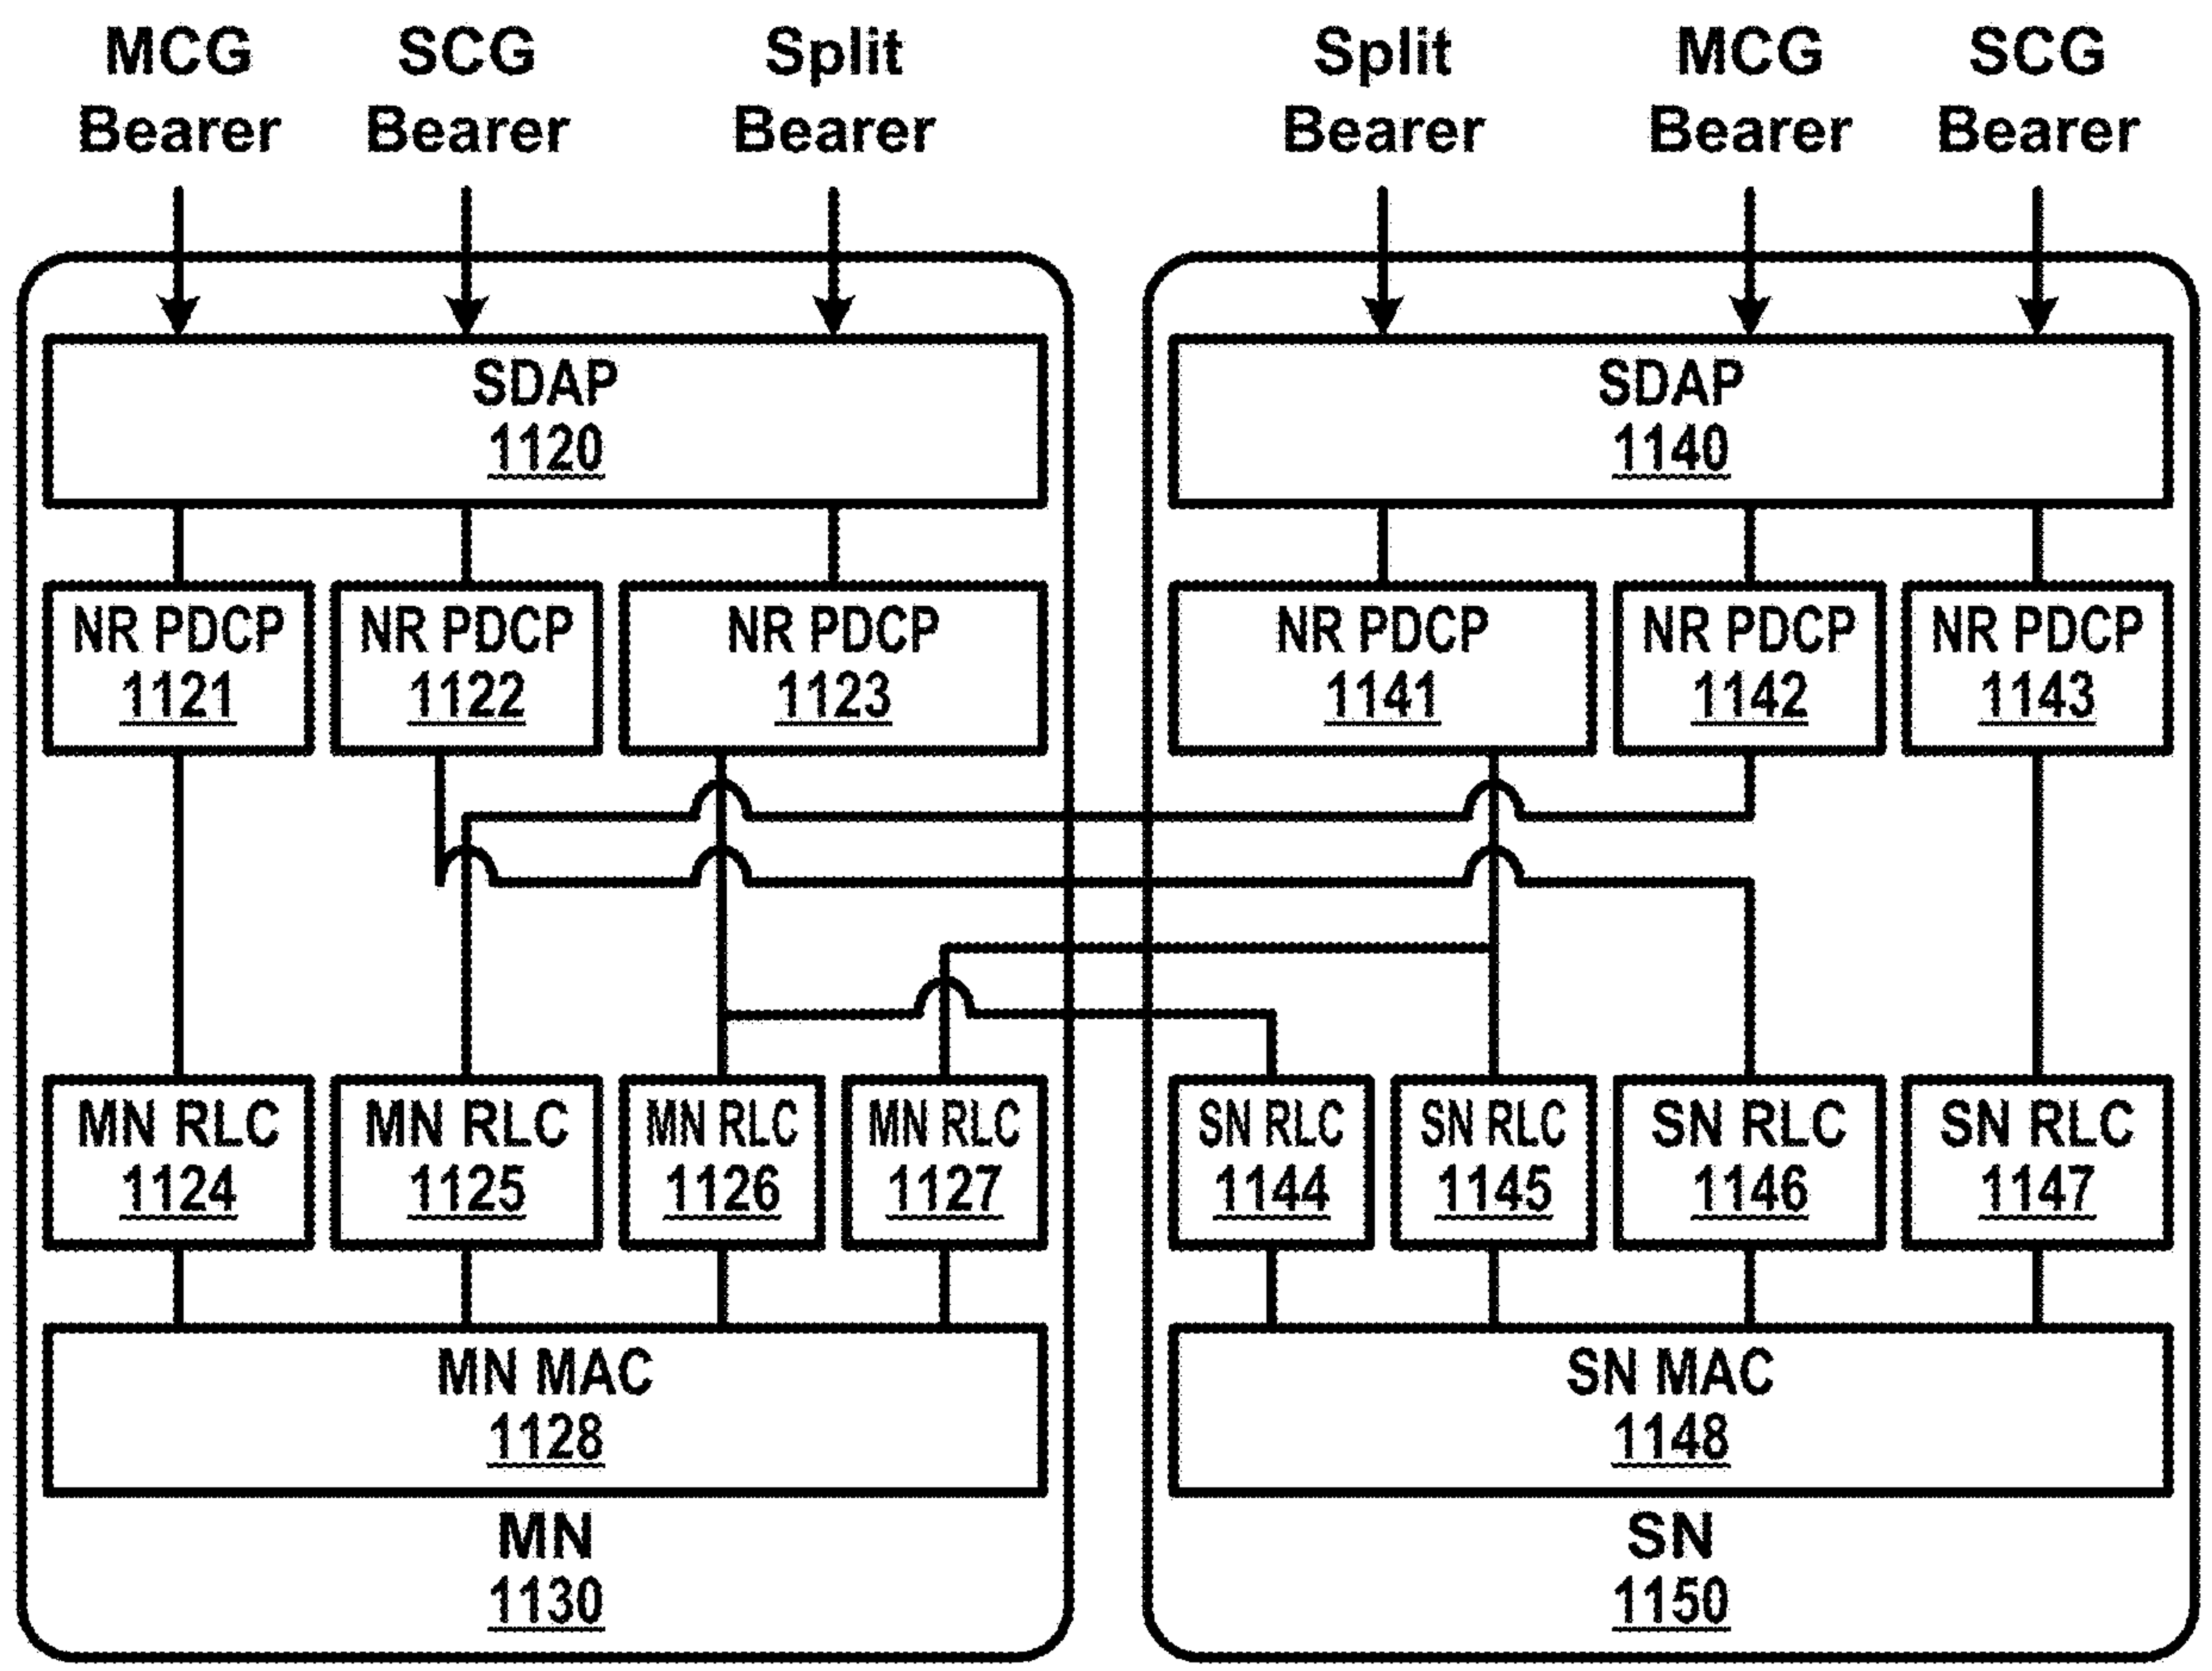 MCG
Bearer
SCG
Bearer
Split
Bearer
Split
Bearer
MCG
Bearer
SCG
Bearer
SDAP
1120
SDAP
1140
NR PDCP
1121
NR PDCP
1122
NR PDCP
1123
NR PDCP
1141
NR PDCP
1142
NR PDCP
1143
MN RLC
1124
MN RLC
1125
MN RLC
1126
MN RLC
1127
SN RLC
1144
SN RLC
1145
SN RLC
1146
SN RLC
1147
MN MAC
1128
SN MAC
1148
MN
1130
SN
1150